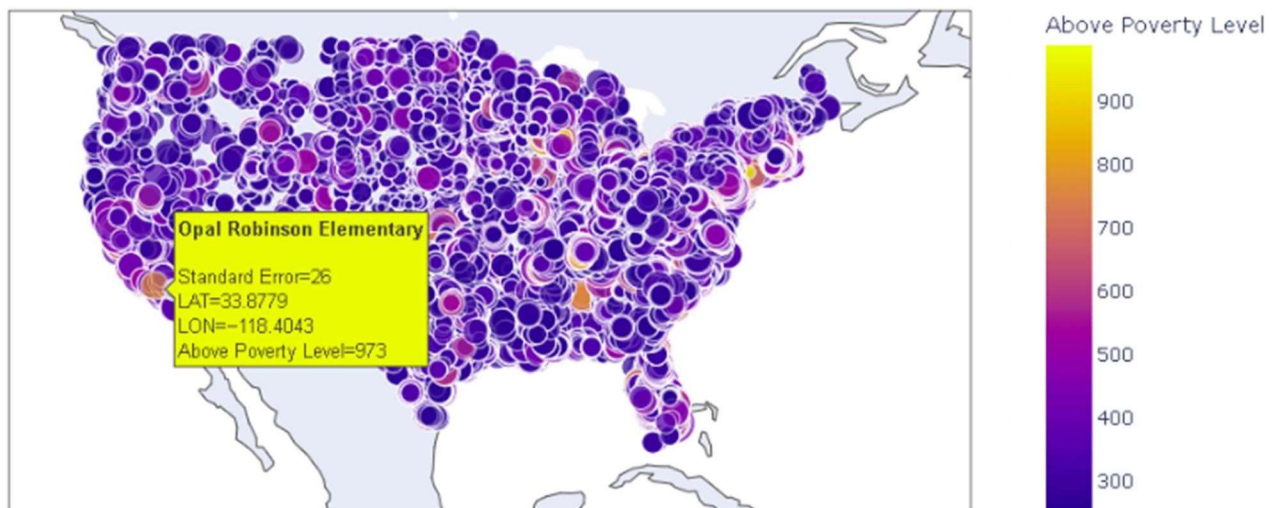 Above Poverty Level
900
800
700
600
500
400
300
Opal Robinson Elementary
Standard Error=26
LAT=33.8779
LON=−118.4043
Above Poverty Level=973